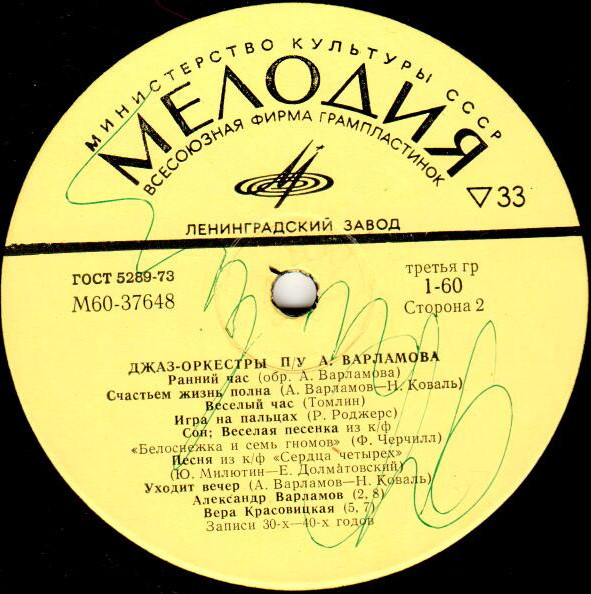 МИНИСТЕРСТВО КУЛЬТУРЫ СССР
МЕЛОДИЯ
ВСЕСОЮЗНАЯ ФИРМА ГРАМПЛАСТИНОК
▽33
ЛЕНИНГРАДСКИЙ ЗАВОД
ГОСТ 5289-73
М60-37648
третья гр
1-60
Сторона 2
ДЖАЗ-ОРКЕСТРЫ П/У А. ВАРЛАМОВА
Ранний час (обр. А. Варламова)
Счастьем жизнь полна (А. Варламов—Н. Коваль)
Веселый час (Томлин)
Игра на пальцах (Р. Роджерс)
Сон; Веселая песенка из к/ф
«Белоснежка и семь гномов» (Ф. Черчилл)
Песня из к/ф «Сердца четырех»
(Ю. Милютин—Е. Долматовский)
Уходит вечер (А. Варламов—Н. Коваль)
Александр Варламов (2, 8)
Вера Красовицкая (5, 7)
Записи 30-х—40-х годов